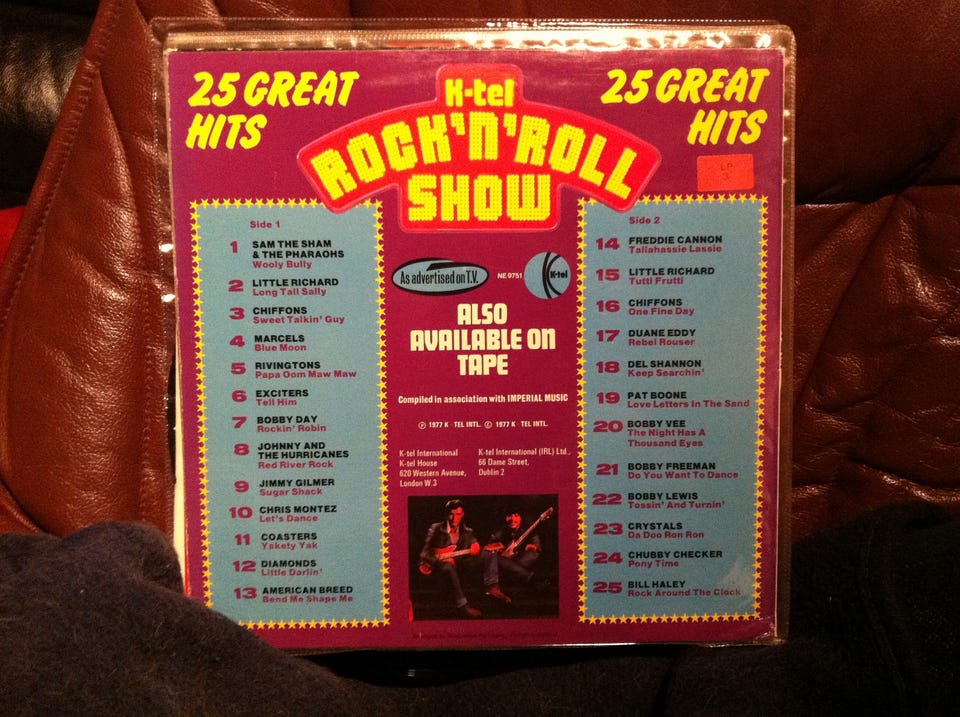 25 GREAT
HITS
K-tel
ROCK'N'ROLL
SHOW
25 GREAT
HITS
LP
3
Side 1
1 SAM THE SHAM
& THE PHARAOHS
Wooly Bully
2 LITTLE RICHARD
Long Tall Sally
3 CHIFFONS
Sweet Talkin' Guy
4 MARCELS
Blue Moon
5 RIVINGTONS
Papa Oom Maw Maw
6 EXCITERS
Tell Him
7 BOBBY DAY
Rockin' Robin
8 JOHNNY AND
THE HURRICANES
Red River Rock
9 JIMMY GILMER
Sugar Shack
10 CHRIS MONTEZ
Let's Dance
11 COASTERS
Yakety Yak
12 DIAMONDS
Little Darlin'
13 AMERICAN BREED
Bend Me Shape Me
As advertised on T.V.
NE 9751
K-tel
ALSO
AVAILABLE ON
TAPE
Compiled in association with IMPERIAL MUSIC
℗ 1977 K - TEL INTL. © 1977 K - TEL INTL.
K-tel International
K-tel House
620 Western Avenue,
London W.3
K-tel International (IRL) Ltd.,
66 Dame Street,
Dublin 2
Side 2
14 FREDDIE CANNON
Tallahassie Lassie
15 LITTLE RICHARD
Tutti Frutti
16 CHIFFONS
One Fine Day
17 DUANE EDDY
Rebel Rouser
18 DEL SHANNON
Keep Searchin'
19 PAT BOONE
Love Letters In The Sand
20 BOBBY VEE
The Night Has A
Thousand Eyes
21 BOBBY FREEMAN
Do You Want To Dance
22 BOBBY LEWIS
Tossin' And Turnin'
23 CRYSTALS
Da Doo Ron Ron
24 CHUBBY CHECKER
Pony Time
25 BILL HALEY
Rock Around The Clock